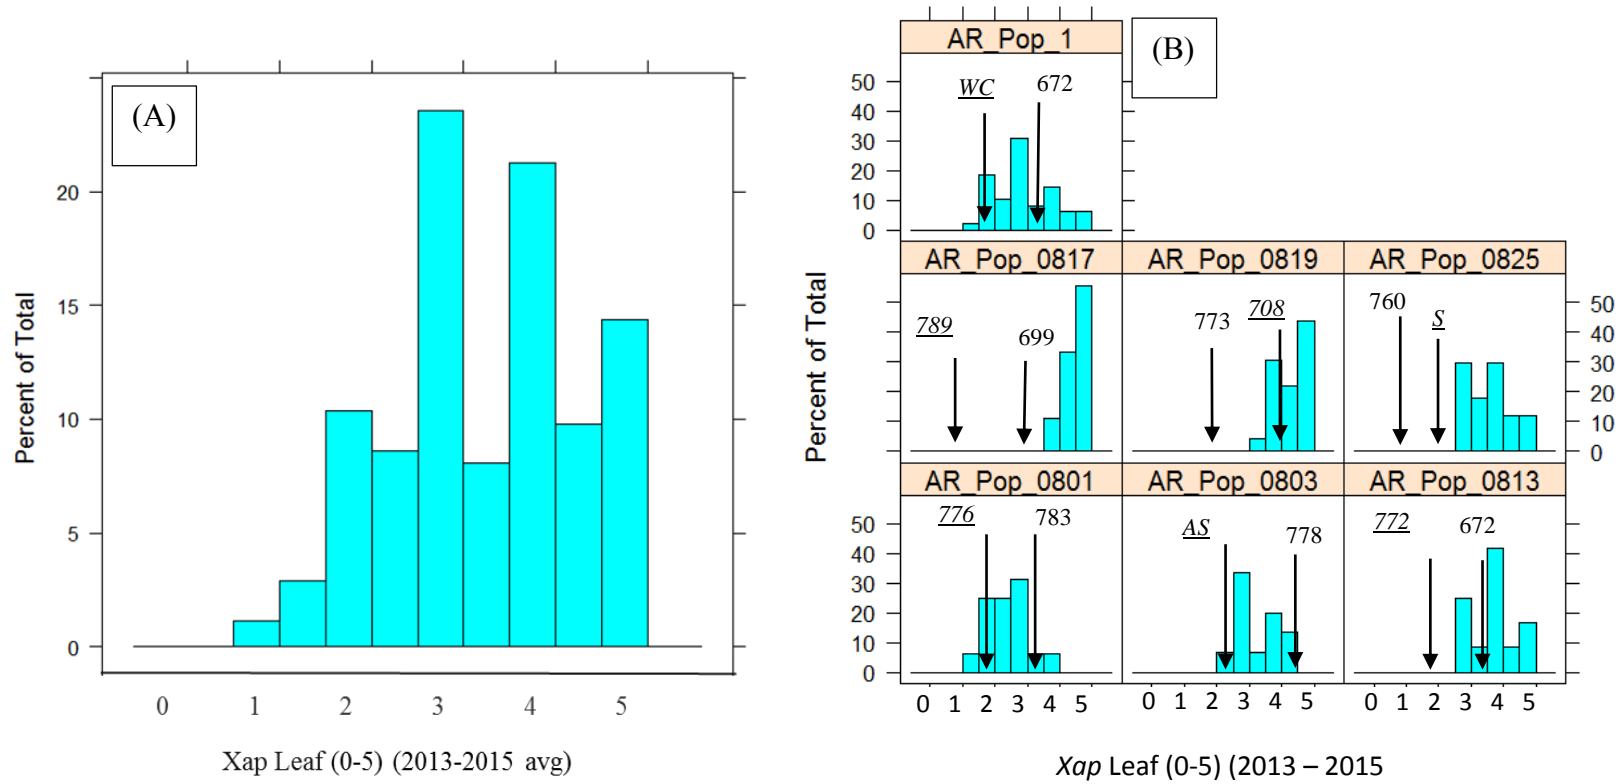 (A)
Percent of Total
20
15
10
5
0
0 1 2 3 4 5
Xap Leaf (0-5) (2013-2015 avg)
(B)
Percent of Total
AR_Pop_1
50
40
30
20
10
0
WC 672
AR_Pop_0817 AR_Pop_0819 AR_Pop_0825
789 699
773 708
760 S
50
40
30
20
10
0
AR_Pop_0801 AR_Pop_0803 AR_Pop_0813
50
40
30
20
10
0
776 783
AS 778
772 672
0 1 2 3 4 5 0 1 2 3 4 5 0 1 2 3 4 5
Xap Leaf (0-5) (2013 – 2015